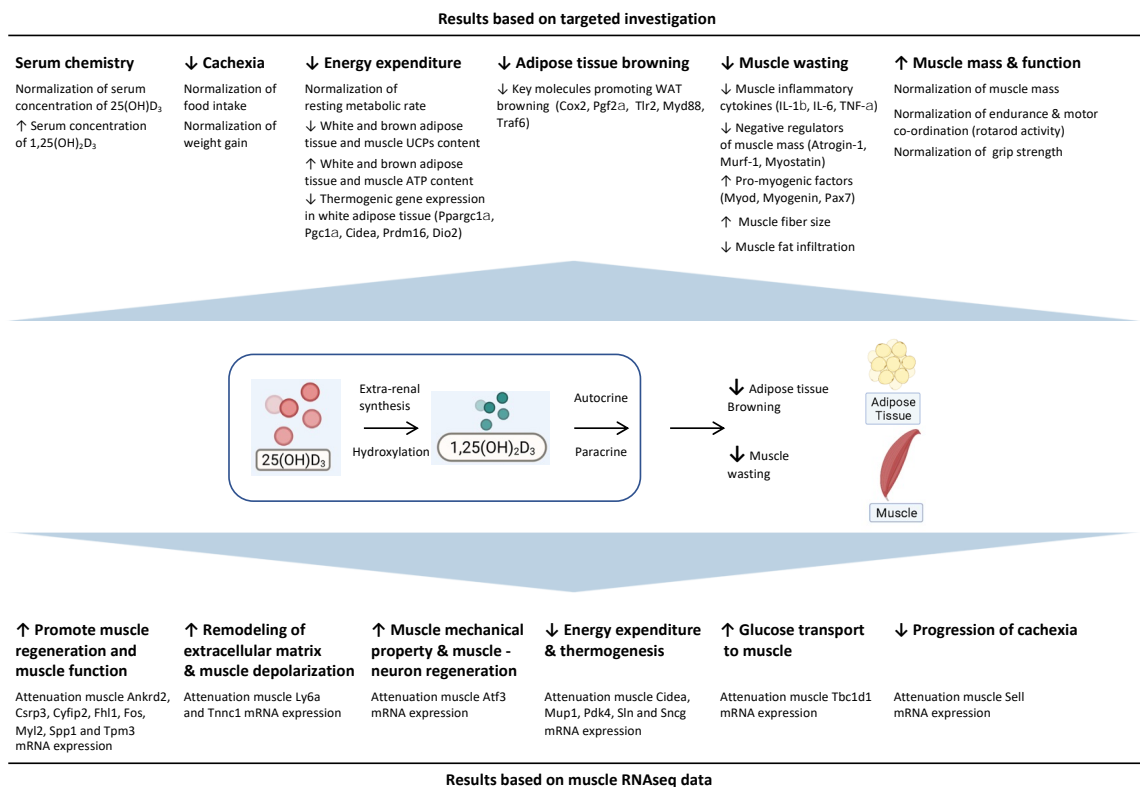 Results based on targeted investigation
Serum chemistry
Normalization of serum
concentration of 25(OH)D₃
↑ Serum concentration
of 1,25(OH)₂D₃
↓ Cachexia
Normalization of
food intake
Normalization of
weight gain
↓ Energy expenditure
Normalization of
resting metabolic rate
↓ White and brown adipose
tissue and muscle UCPs content
↑ White and brown adipose
tissue and muscle ATP content
↓ Thermogenic gene expression
in white adipose tissue (Ppargc1a,
Pgc1a, Cidea, Prdm16, Dio2)
↓ Adipose tissue browning
↓ Key molecules promoting WAT
browning (Cox2, Pgf2a, Tlr2, Myd88,
Traf6)
↓ Muscle wasting
↓ Muscle inflammatory
cytokines (IL-1b, IL-6, TNF-a)
↓ Negative regulators
of muscle mass (Atrogin-1,
Murf-1, Myostatin)
↑ Pro-myogenic factors
(Myod, Myogenin, Pax7)
↑ Muscle fiber size
↓ Muscle fat infiltration
↑ Muscle mass & function
Normalization of muscle mass
Normalization of endurance & motor
co-ordination (rotarod activity)
Normalization of grip strength
25(OH)D₃
Extra-renal
synthesis
Hydroxylation
1,25(OH)₂D₃
Autocrine
Paracrine
↓ Adipose tissue
Browning
↓ Muscle
wasting
Adipose
Tissue
Muscle
↑ Promote muscle
regeneration and
muscle function
Attenuation muscle Ankrd2,
Csrp3, Cyfip2, Fhl1, Fos,
Myl2, Spp1 and Tpm3
mRNA expression
↑ Remodeling of
extracellular matrix
& muscle depolarization
Attenuation muscle Ly6a
and Tnnc1 mRNA expression
↑ Muscle mechanical
property & muscle -
neuron regeneration
Attenuation muscle Atf3
mRNA expression
↓ Energy expenditure
& thermogenesis
Attenuation muscle Cidea,
Mup1, Pdk4, Sln and Sncg
mRNA expression
↑ Glucose transport
to muscle
Attenuation muscle Tbc1d1
mRNA expression
↓ Progression of cachexia
Attenuation muscle Sell
mRNA expression
Results based on muscle RNAseq data